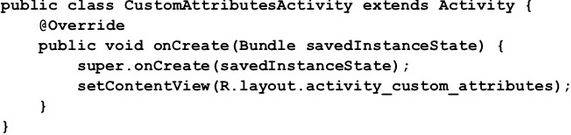 public class CustomAttributesActivity extends Activity {
    @Override
    public void onCreate(Bundle savedInstanceState) {
        super.onCreate(savedInstanceState);
        setContentView(R.layout.activity_custom_attributes);
    }
}